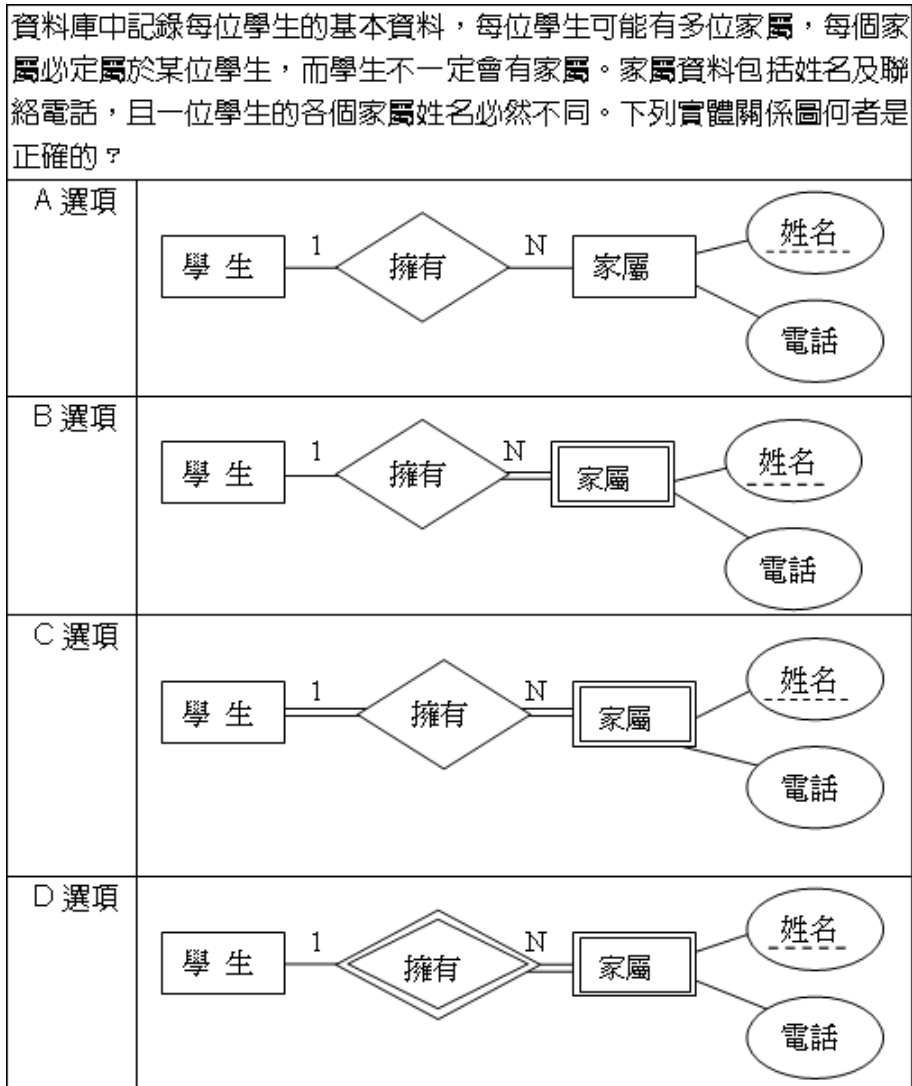 資料庫中記錄每位學生的基本資料，每位學生可能有多位家屬，每個家
屬必定屬於某位學生，而學生不一定會有家屬。家屬資料包括姓名及聯
絡電話，且一位學生的各個家屬姓名必然不同。下列實體關係圖何者是
正確的？
A 選項
學 生 1 擁有 N 家屬 姓名
電話
B 選項
學 生 1 擁有 N 家屬 姓名
電話
C 選項
學 生 1 擁有 N 家屬 姓名
電話
D 選項
學 生 1 擁有 N 家屬 姓名
電話